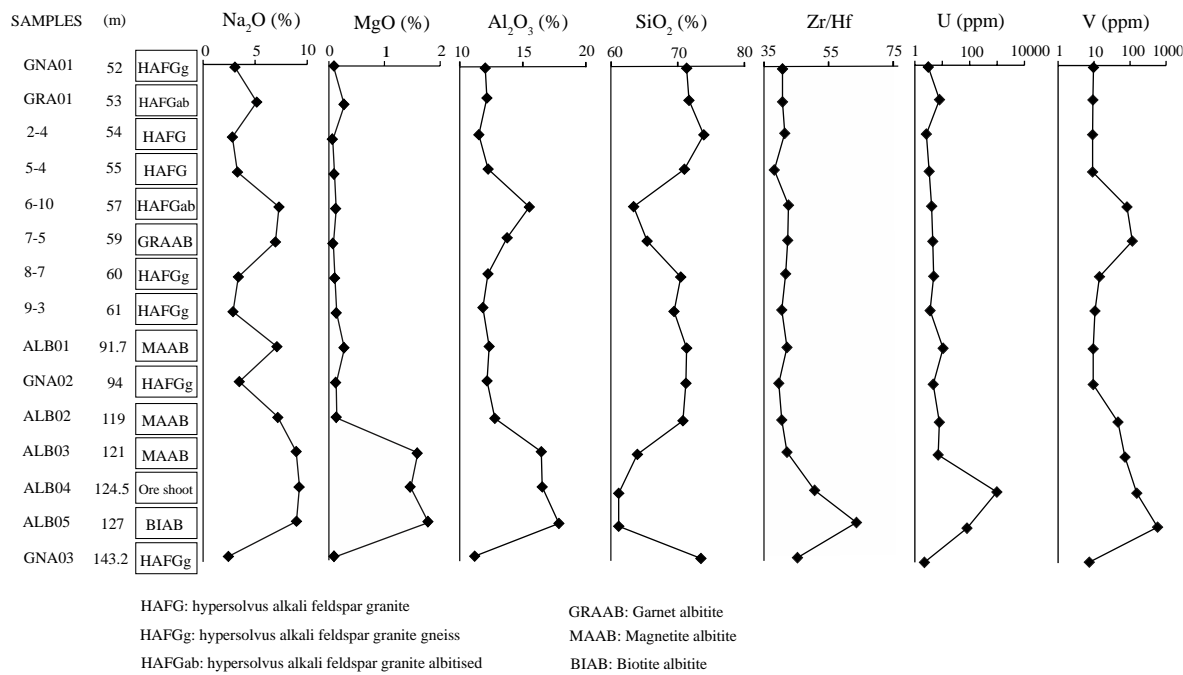 SAMPLES (m) Na2O (%) MgO (%) Al2O3 (%) SiO2 (%) Zr/Hf U (ppm) V (ppm)
0 5 10 0 1 2 10 15 20 60 70 80 35 55 75 1 10 100 10000 1 10 100 1000
GNA01 52 HAFGg
GRA01 53 HAFGab
2-4 54 HAFG
5-4 55 HAFG
6-10 57 HAFGab
7-5 59 GRAAB
8-7 60 HAFGg
9-3 61 HAFGg
ALB01 91.7 MAAB
GNA02 94 HAFGg
ALB02 119 MAAB
ALB03 121 MAAB
ALB04 124.5 Ore shoot
ALB05 127 BIAB
GNA03 143.2 HAFGg
HAFG: hypersolvus alkali feldspar granite
HAFGg: hypersolvus alkali feldspar granite gneiss
HAFGab: hypersolvus alkali feldspar granite albitised
GRAAB: Garnet albitite
MAAB: Magnetite albitite
BIAB: Biotite albitite